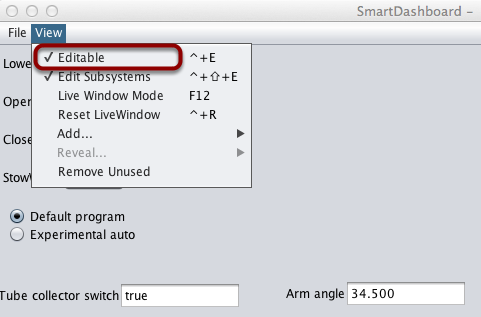 SmartDashboard –
File View
Lowe
✓ Editable ^+E
Oper
✓ Edit Subsystems ^+⇧+E
Live Window Mode F12
Close
Reset LiveWindow ^+R
Add...
Reveal...
Stow
Remove Unused
Default program
Experimental auto
Tube collector switch true
Arm angle 34.500